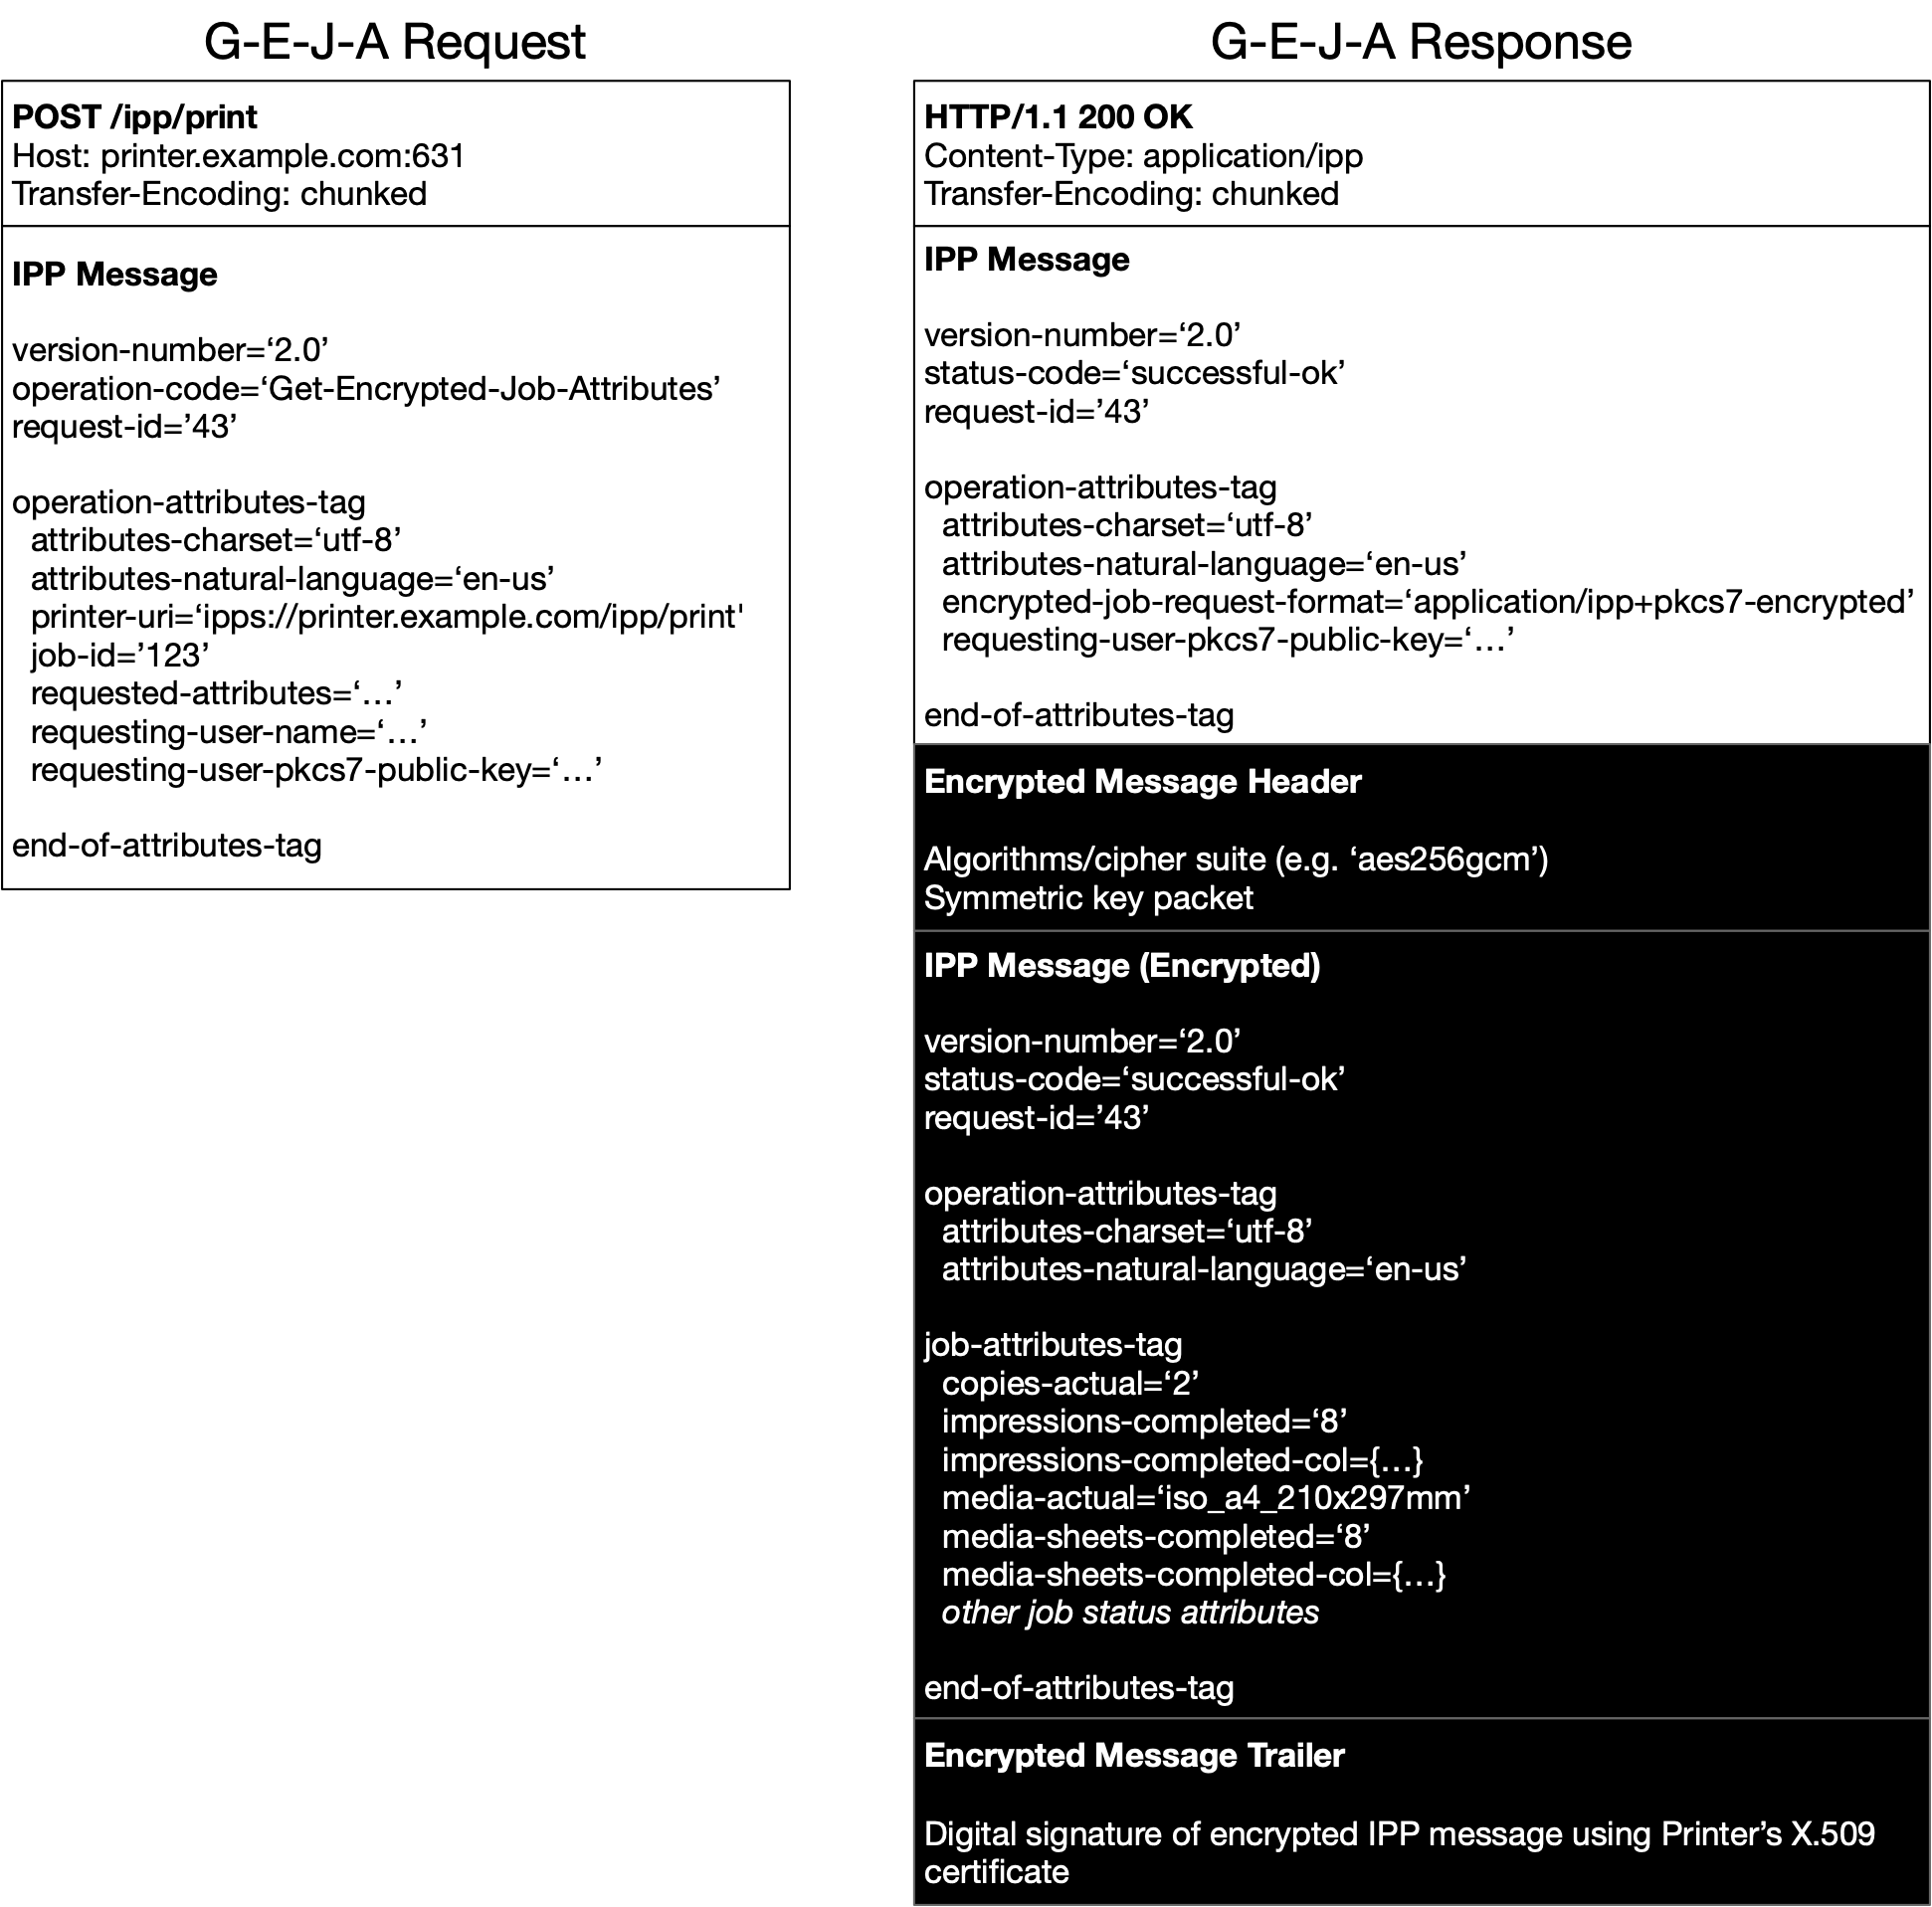 G-E-J-A Request
POST /ipp/print
Host: printer.example.com:631
Transfer-Encoding: chunked
IPP Message
version-number=‘2.0’
operation-code=‘Get-Encrypted-Job-Attributes’
request-id=’43’
operation-attributes-tag
attributes-charset=‘utf-8’
attributes-natural-language=‘en-us’
printer-uri=‘ipps://printer.example.com/ipp/print'
job-id=’123’
requested-attributes=‘…’
requesting-user-name=‘…’
requesting-user-pkcs7-public-key=‘…’
end-of-attributes-tag
G-E-J-A Response
HTTP/1.1 200 OK
Content-Type: application/ipp
Transfer-Encoding: chunked
IPP Message
version-number=‘2.0’
status-code=‘successful-ok’
request-id=’43’
operation-attributes-tag
attributes-charset=‘utf-8’
attributes-natural-language=‘en-us’
encrypted-job-request-format=‘application/ipp+pkcs7-encrypted’
requesting-user-pkcs7-public-key=‘…’
end-of-attributes-tag
Encrypted Message Header
Algorithms/cipher suite (e.g. ‘aes256gcm’)
Symmetric key packet
IPP Message (Encrypted)
version-number=‘2.0’
status-code=‘successful-ok’
request-id=’43’
operation-attributes-tag
attributes-charset=‘utf-8’
attributes-natural-language=‘en-us’
job-attributes-tag
copies-actual=‘2’
impressions-completed=‘8’
impressions-completed-col={…}
media-actual=‘iso_a4_210x297mm’
media-sheets-completed=‘8’
media-sheets-completed-col={…}
other job status attributes
end-of-attributes-tag
Encrypted Message Trailer
Digital signature of encrypted IPP message using Printer’s X.509
certificate